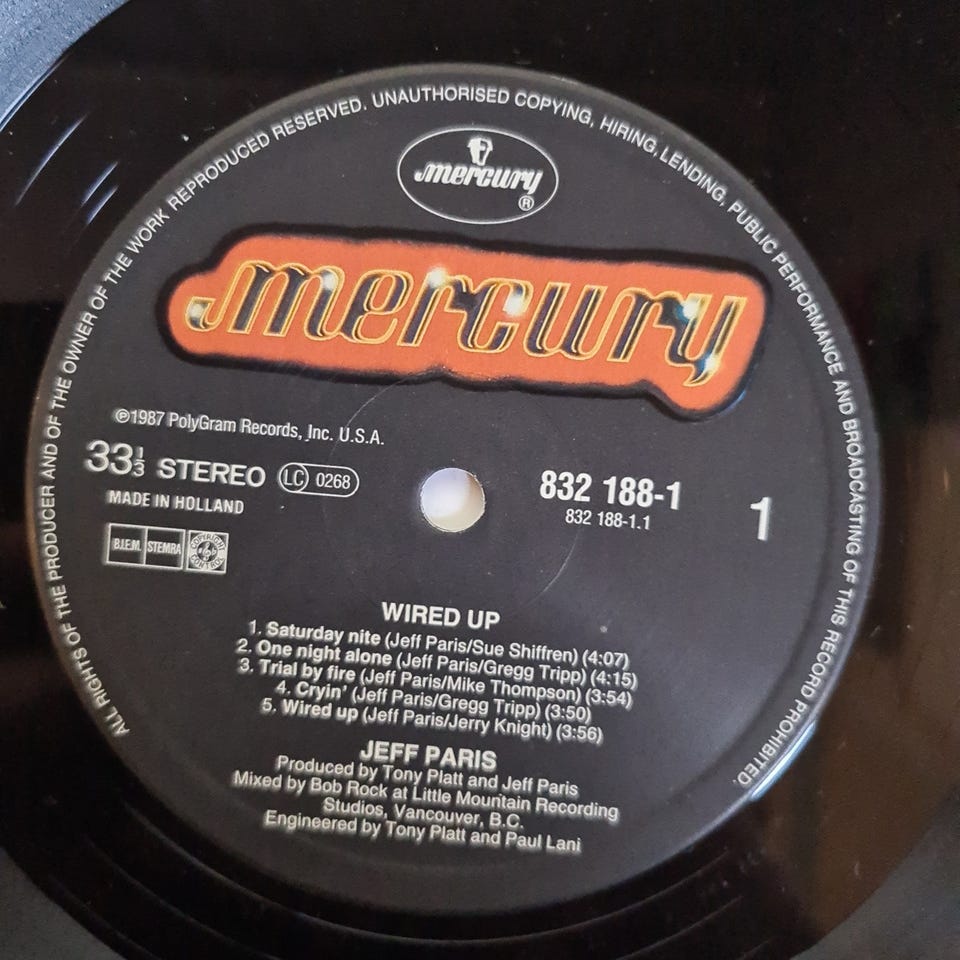 ALL RIGHTS OF THE PRODUCER AND OF THE OWNER OF THE WORK REPRODUCED RESERVED. UNAUTHORISED COPYING, HIRING, LENDING, PUBLIC PERFORMANCE AND BROADCASTING OF THIS RECORD PROHIBITED.
mercury
®
mercury
℗1987 PolyGram Records, Inc. U.S.A.
33⅓ STEREO LC 0268
MADE IN HOLLAND
B.I.E.M. STEMRA COPYRIGHT CONTROL
832 188-1
832 188-1.1
1
WIRED UP
1. Saturday nite (Jeff Paris/Sue Shiffren) (4:07)
2. One night alone (Jeff Paris/Gregg Tripp) (4:15)
3. Trial by fire (Jeff Paris/Mike Thompson) (3:54)
4. Cryin' (Jeff Paris/Gregg Tripp) (3:50)
5. Wired up (Jeff Paris/Jerry Knight) (3:56)
JEFF PARIS
Produced by Tony Platt and Jeff Paris
Mixed by Bob Rock at Little Mountain Recording
Studios, Vancouver, B.C.
Engineered by Tony Platt and Paul Lani